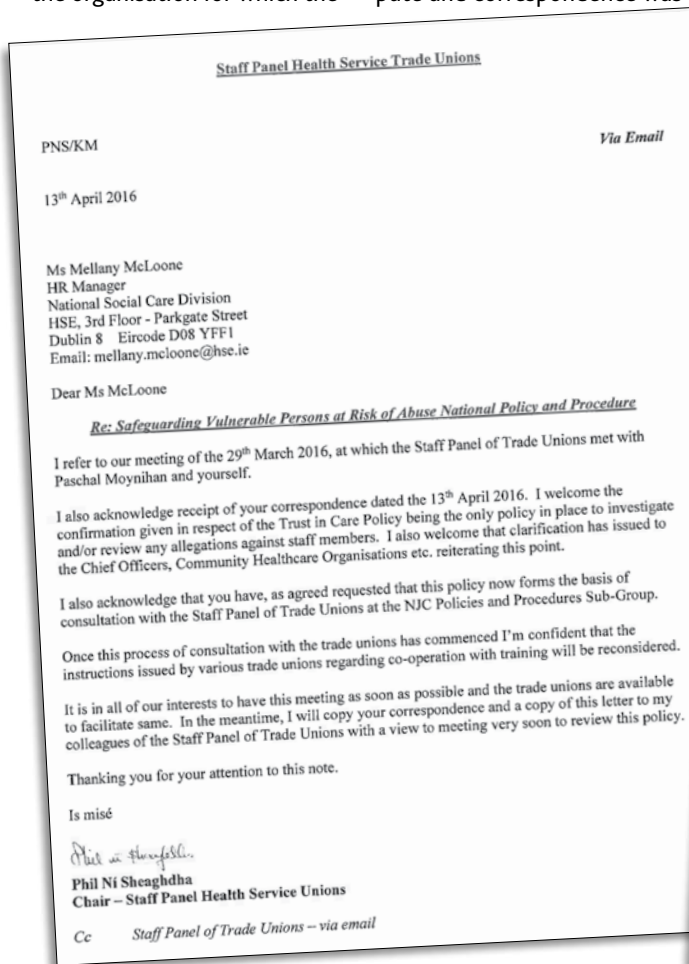 the organisation for which the pute and correspondence was
Staff Panel Health Service Trade Unions
PNS/KM
Via Email
13th April 2016
Ms Mellany McLoone
HR Manager
National Social Care Division
HSE, 3rd Floor - Parkgate Street
Dublin 8 Eircode D08 YFF1
Email: mellany.mcloone@hse.ie
Dear Ms McLoone
Re: Safeguarding Vulnerable Persons at Risk of Abuse National Policy and Procedure
I refer to our meeting of the 29th March 2016, at which the Staff Panel of Trade Unions met with
Paschal Moynihan and yourself.
I also acknowledge receipt of your correspondence dated the 13th April 2016. I welcome the
confirmation given in respect of the Trust in Care Policy being the only policy in place to investigate
and/or review any allegations against staff members. I also welcome that clarification has issued to
the Chief Officers, Community Healthcare Organisations etc. reiterating this point.
I also acknowledge that you have, as agreed requested that this policy now forms the basis of
consultation with the Staff Panel of Trade Unions at the NJC Policies and Procedures Sub-Group.
Once this process of consultation with the trade unions has commenced I'm confident that the
instructions issued by various trade unions regarding co-operation with training will be reconsidered.
It is in all of our interests to have this meeting as soon as possible and the trade unions are available
to facilitate same. In the meantime, I will copy your correspondence and a copy of this letter to my
colleagues of the Staff Panel of Trade Unions with a view to meeting very soon to review this policy.
Thanking you for your attention to this note.
Is misé
Phil Ní Sheaghdha
Chair – Staff Panel Health Service Unions
Cc Staff Panel of Trade Unions – via email